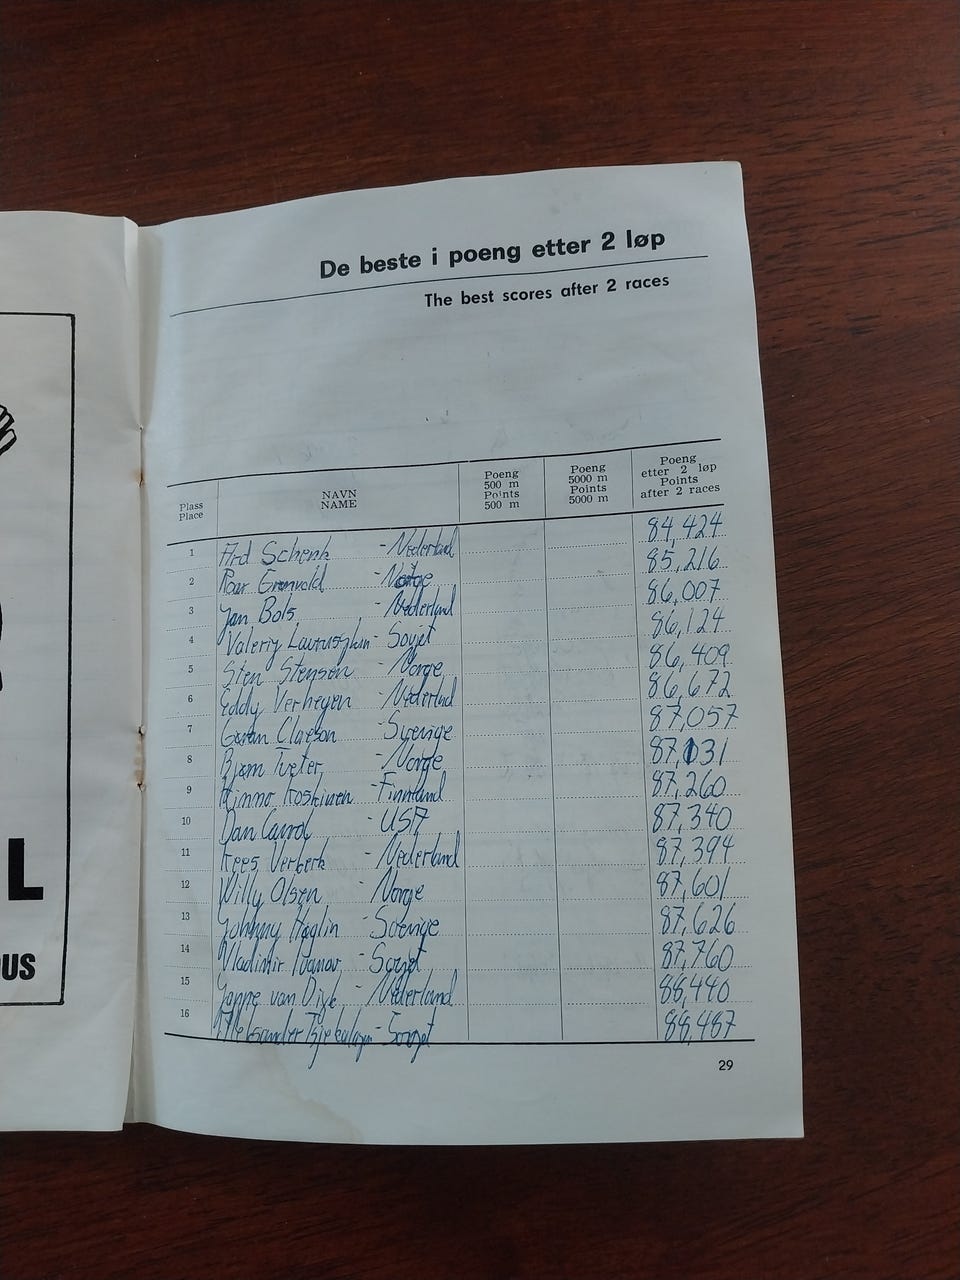 L
OUS
De beste i poeng etter 2 løp
The best scores after 2 races
Plass
Place
NAVN
NAME
Poeng
500 m
Points
500 m
Poeng
5000 m
Points
5000 m
Poeng
etter 2 løp
Points
after 2 races
1 Ard Schenk - Nederland 84,424
2 Roar Grønvold - Norge 85,216
3 Jan Bols - Nederland 86,007
4 Valeriy - Sovjet 86,124
5 Sten Stensen - Norge 86,409
6 Eddy Verheyen - Nederland 86,672
7 Gøran Claeson - Sverige 87,057
8 Bjørn Tveter - Norge 87,031
9 Kimmo Koskinen - Finnland 87,260
10 Dan Carrol - USA 87,340
11 Kees Verkerk - Nederland 87,394
12 Willy Olsen - Norge 87,601
13 Johnny Høglin - Sverige 87,626
14 Vladimir Ivanov - Sovjet 87,760
15 Joppe van Dijk - Nederland 88,440
16 - Sovjet 88,487
29